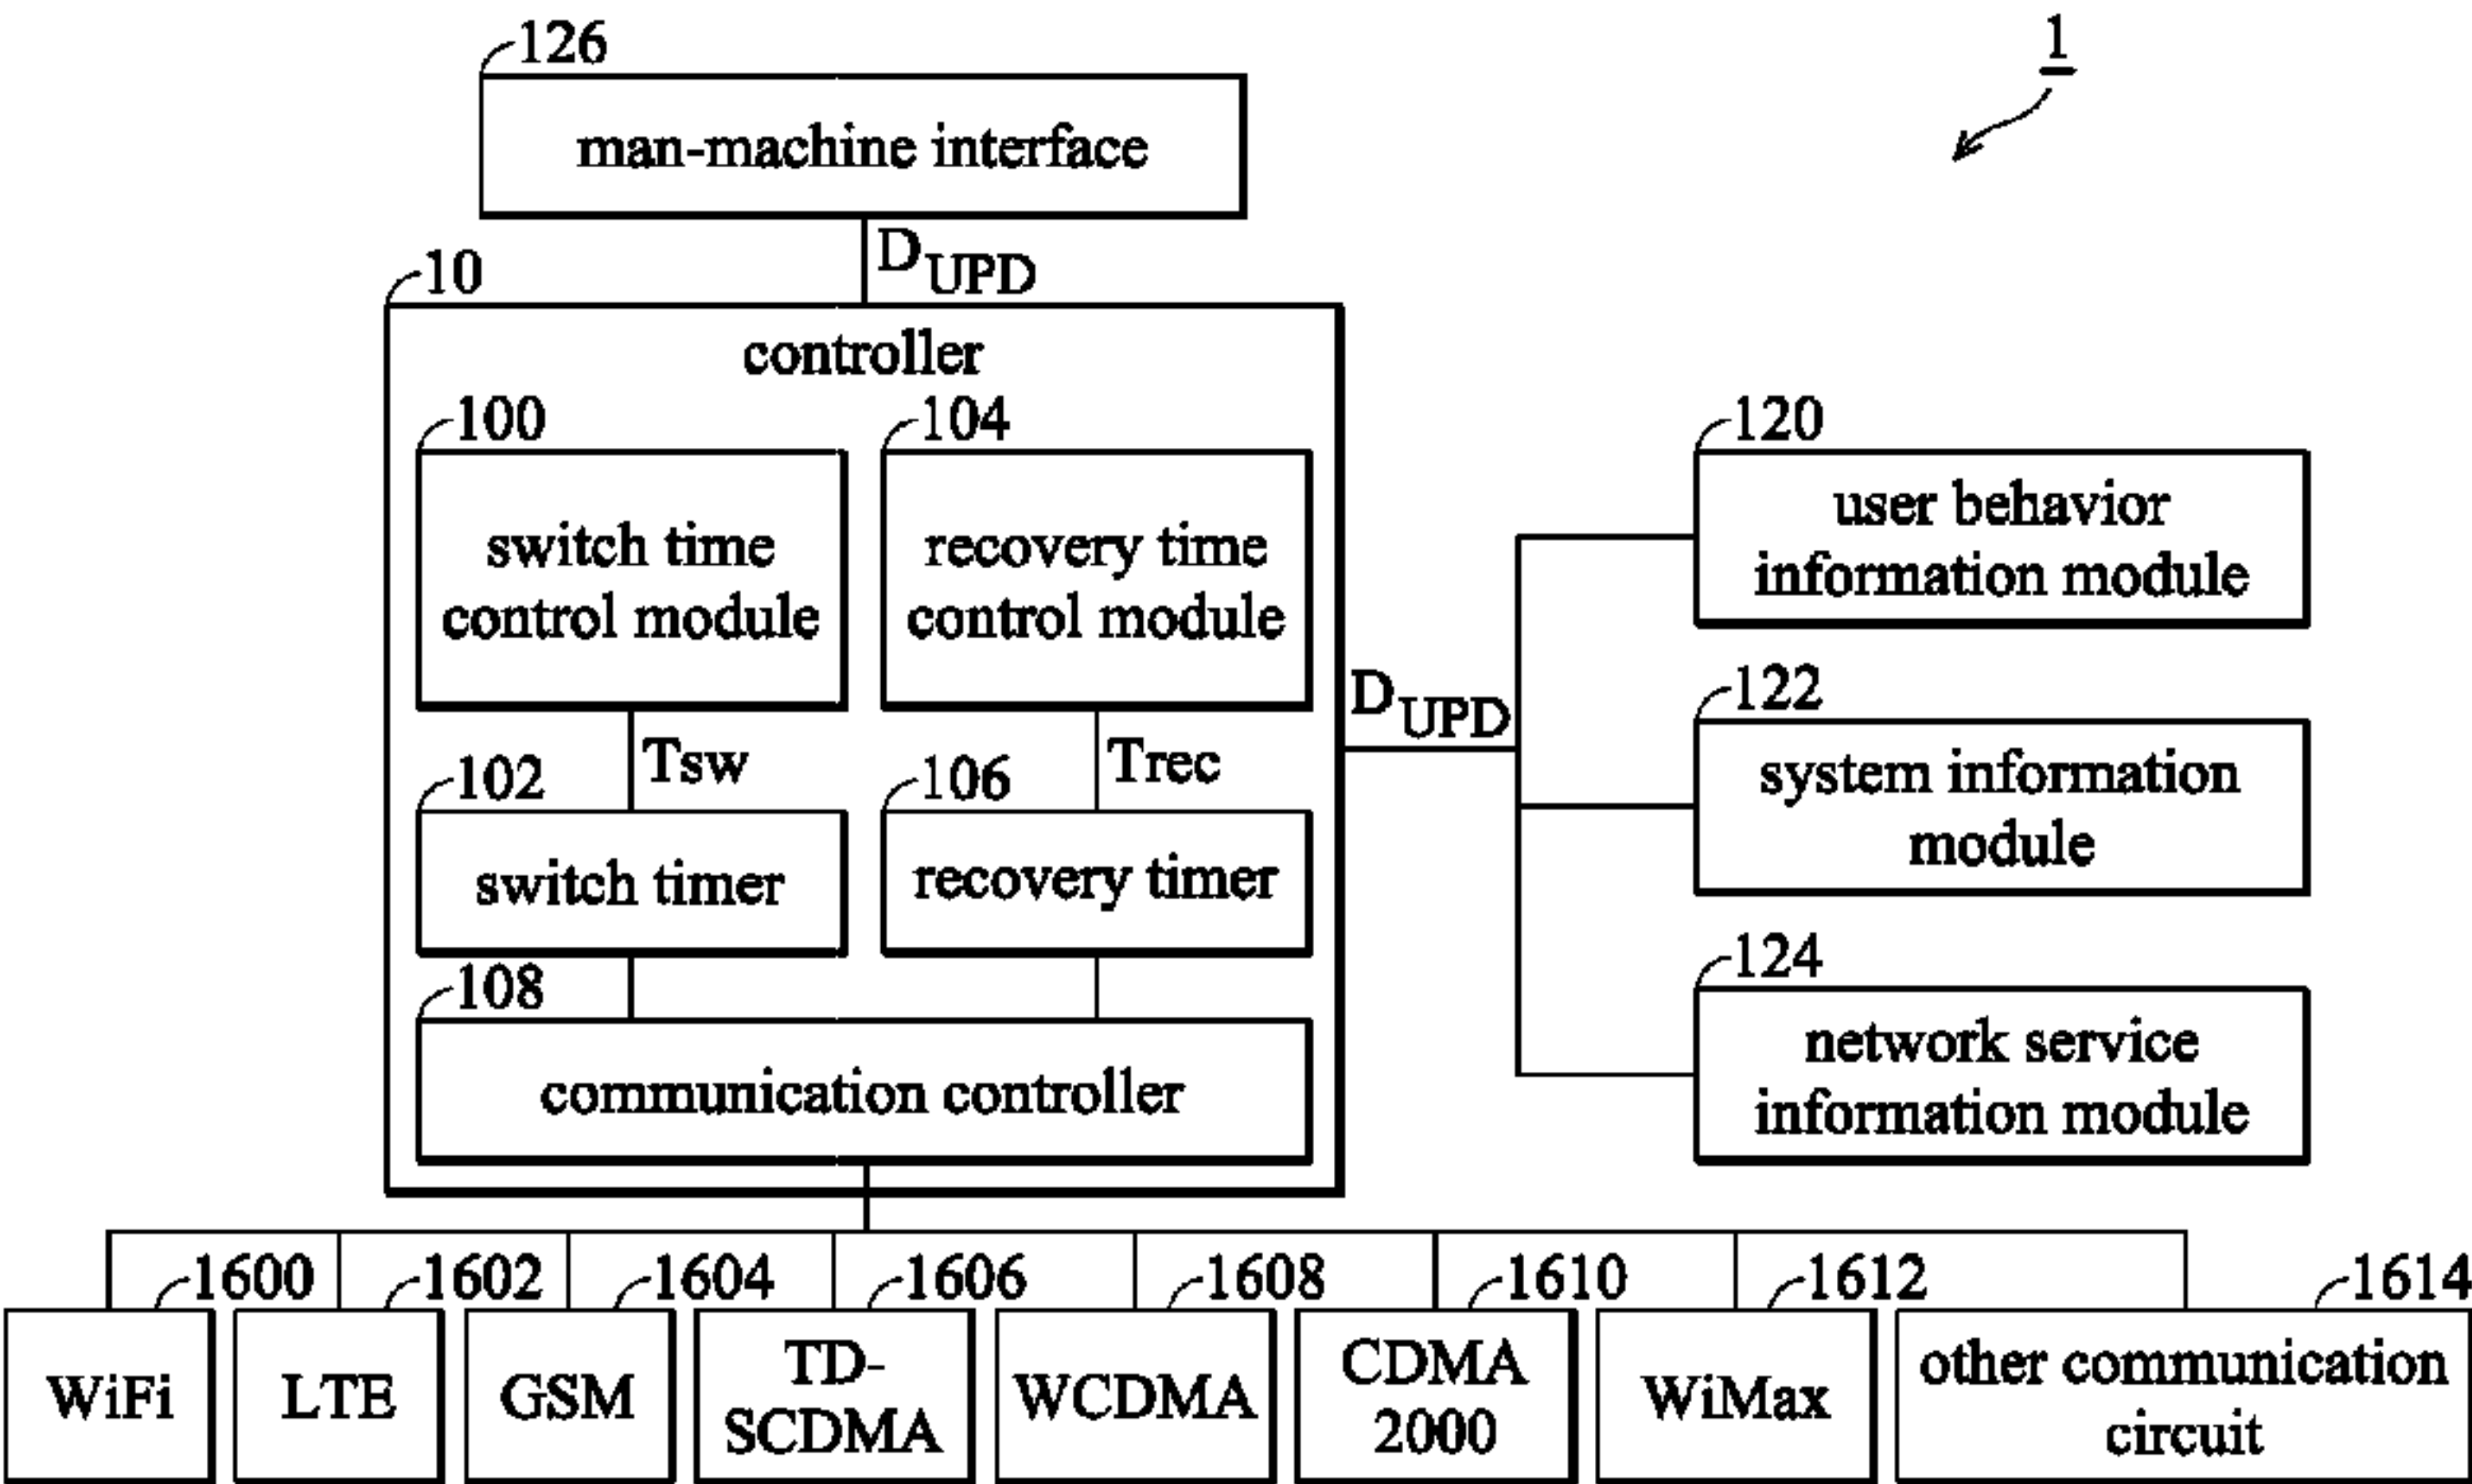 126
1
man-machine interface
D_UPD
10
controller
100
104
120
switch time
control module
recovery time
control module
user behavior
information module
D_UPD
122
system information
module
Tsw
Trec
102
106
switch timer
recovery timer
124
network service
information module
108
communication controller
1600
1602
1604
1606
1608
1610
1612
1614
WiFi
LTE
GSM
TD-
SCDMA
WCDMA
CDMA
2000
WiMax
other communication
circuit